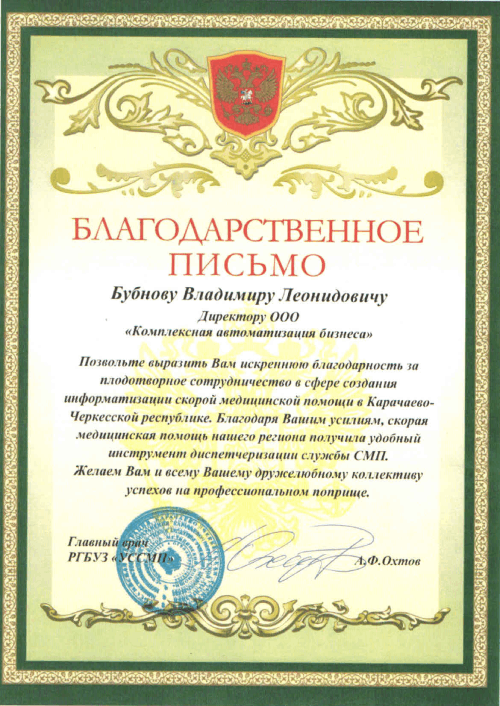 БЛАГОДАРСТВЕННОЕ
ПИСЬМО
Бубнову Владимиру Леонидовичу
Директору ООО
«Комплексная автоматизация бизнеса»
Позвольте выразить Вам искреннюю благодарность за
плодотворное сотрудничество в сфере создания
информатизации скорой медицинской помощи в Карачаево-
Черкесской республике. Благодаря Вашим усилиям, скорая
медицинская помощь нашего региона получила удобный
инструмент диспетчеризации службы СМП.
Желаем Вам и всему Вашему дружелюбному коллективу
успехов на профессиональном поприще.
Главный врач
РГБУЗ «УССМП» А.Ф.Охтов